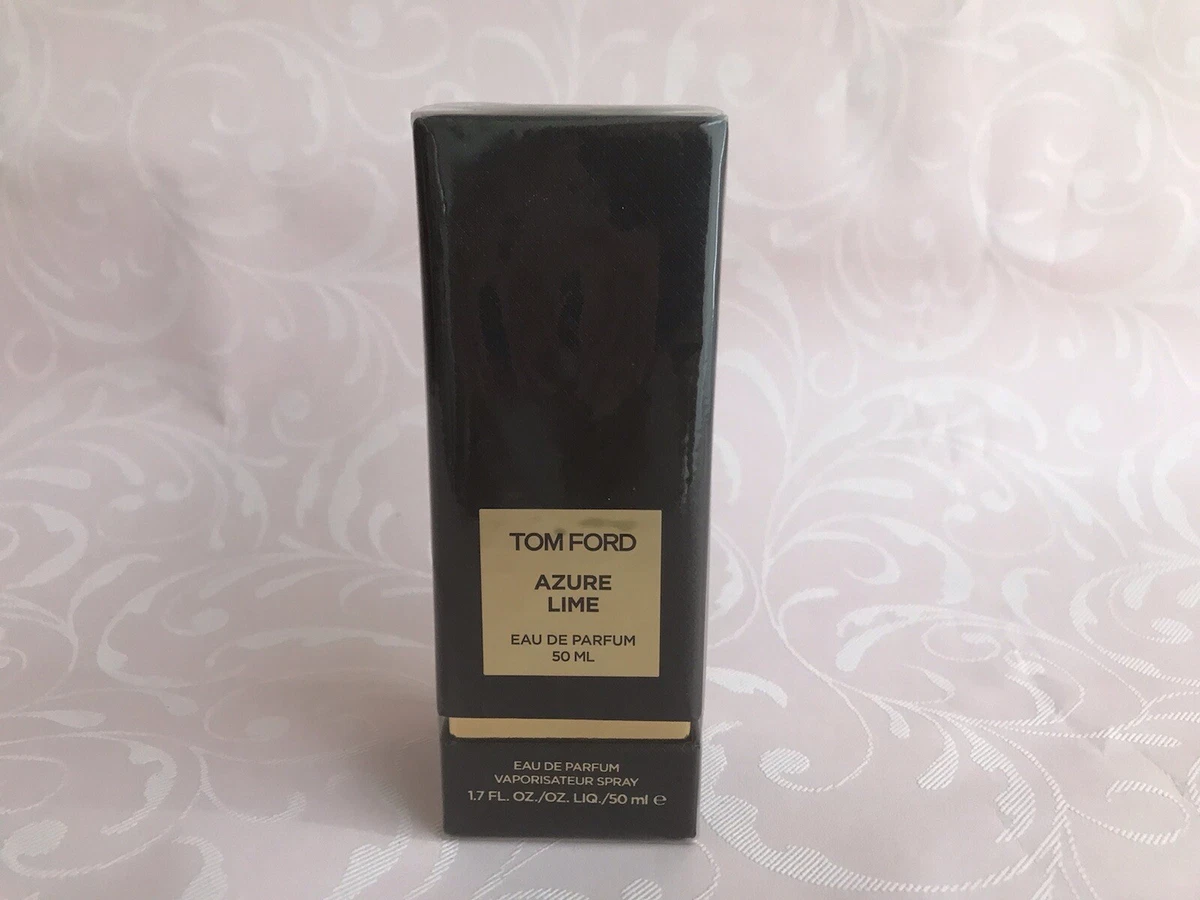 TOM FORD
AZURE
LIME
EAU DE PARFUM
50 ML
EAU DE PARFUM
VAPORISATEUR SPRAY
1.7 FL. OZ./OZ. LIQ./50 ml ℮